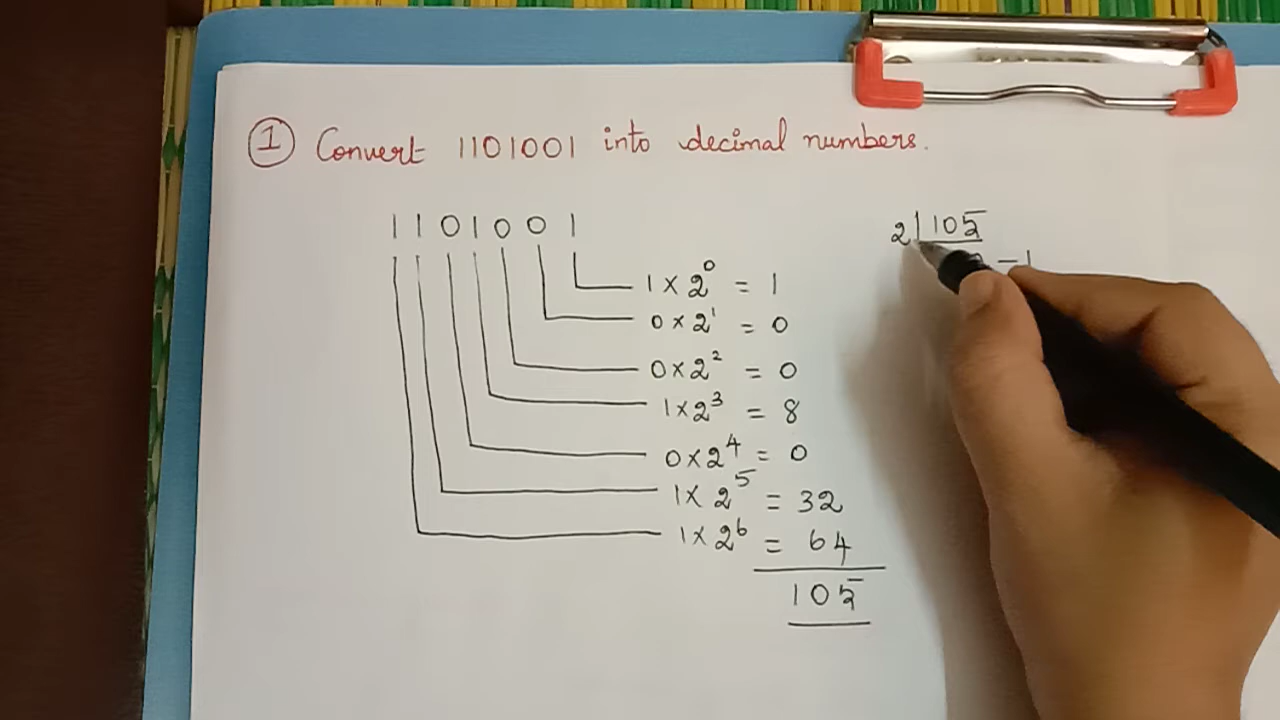 ① Convert 1101001 into decimal numbers.
1 1 0 1 0 0 1
1 × 2⁰ = 1
0 × 2¹ = 0
0 × 2² = 0
1 × 2³ = 8
0 × 2⁴ = 0
1 × 2⁵ = 32
1 × 2⁶ = 64
105
2 | 105
– 1